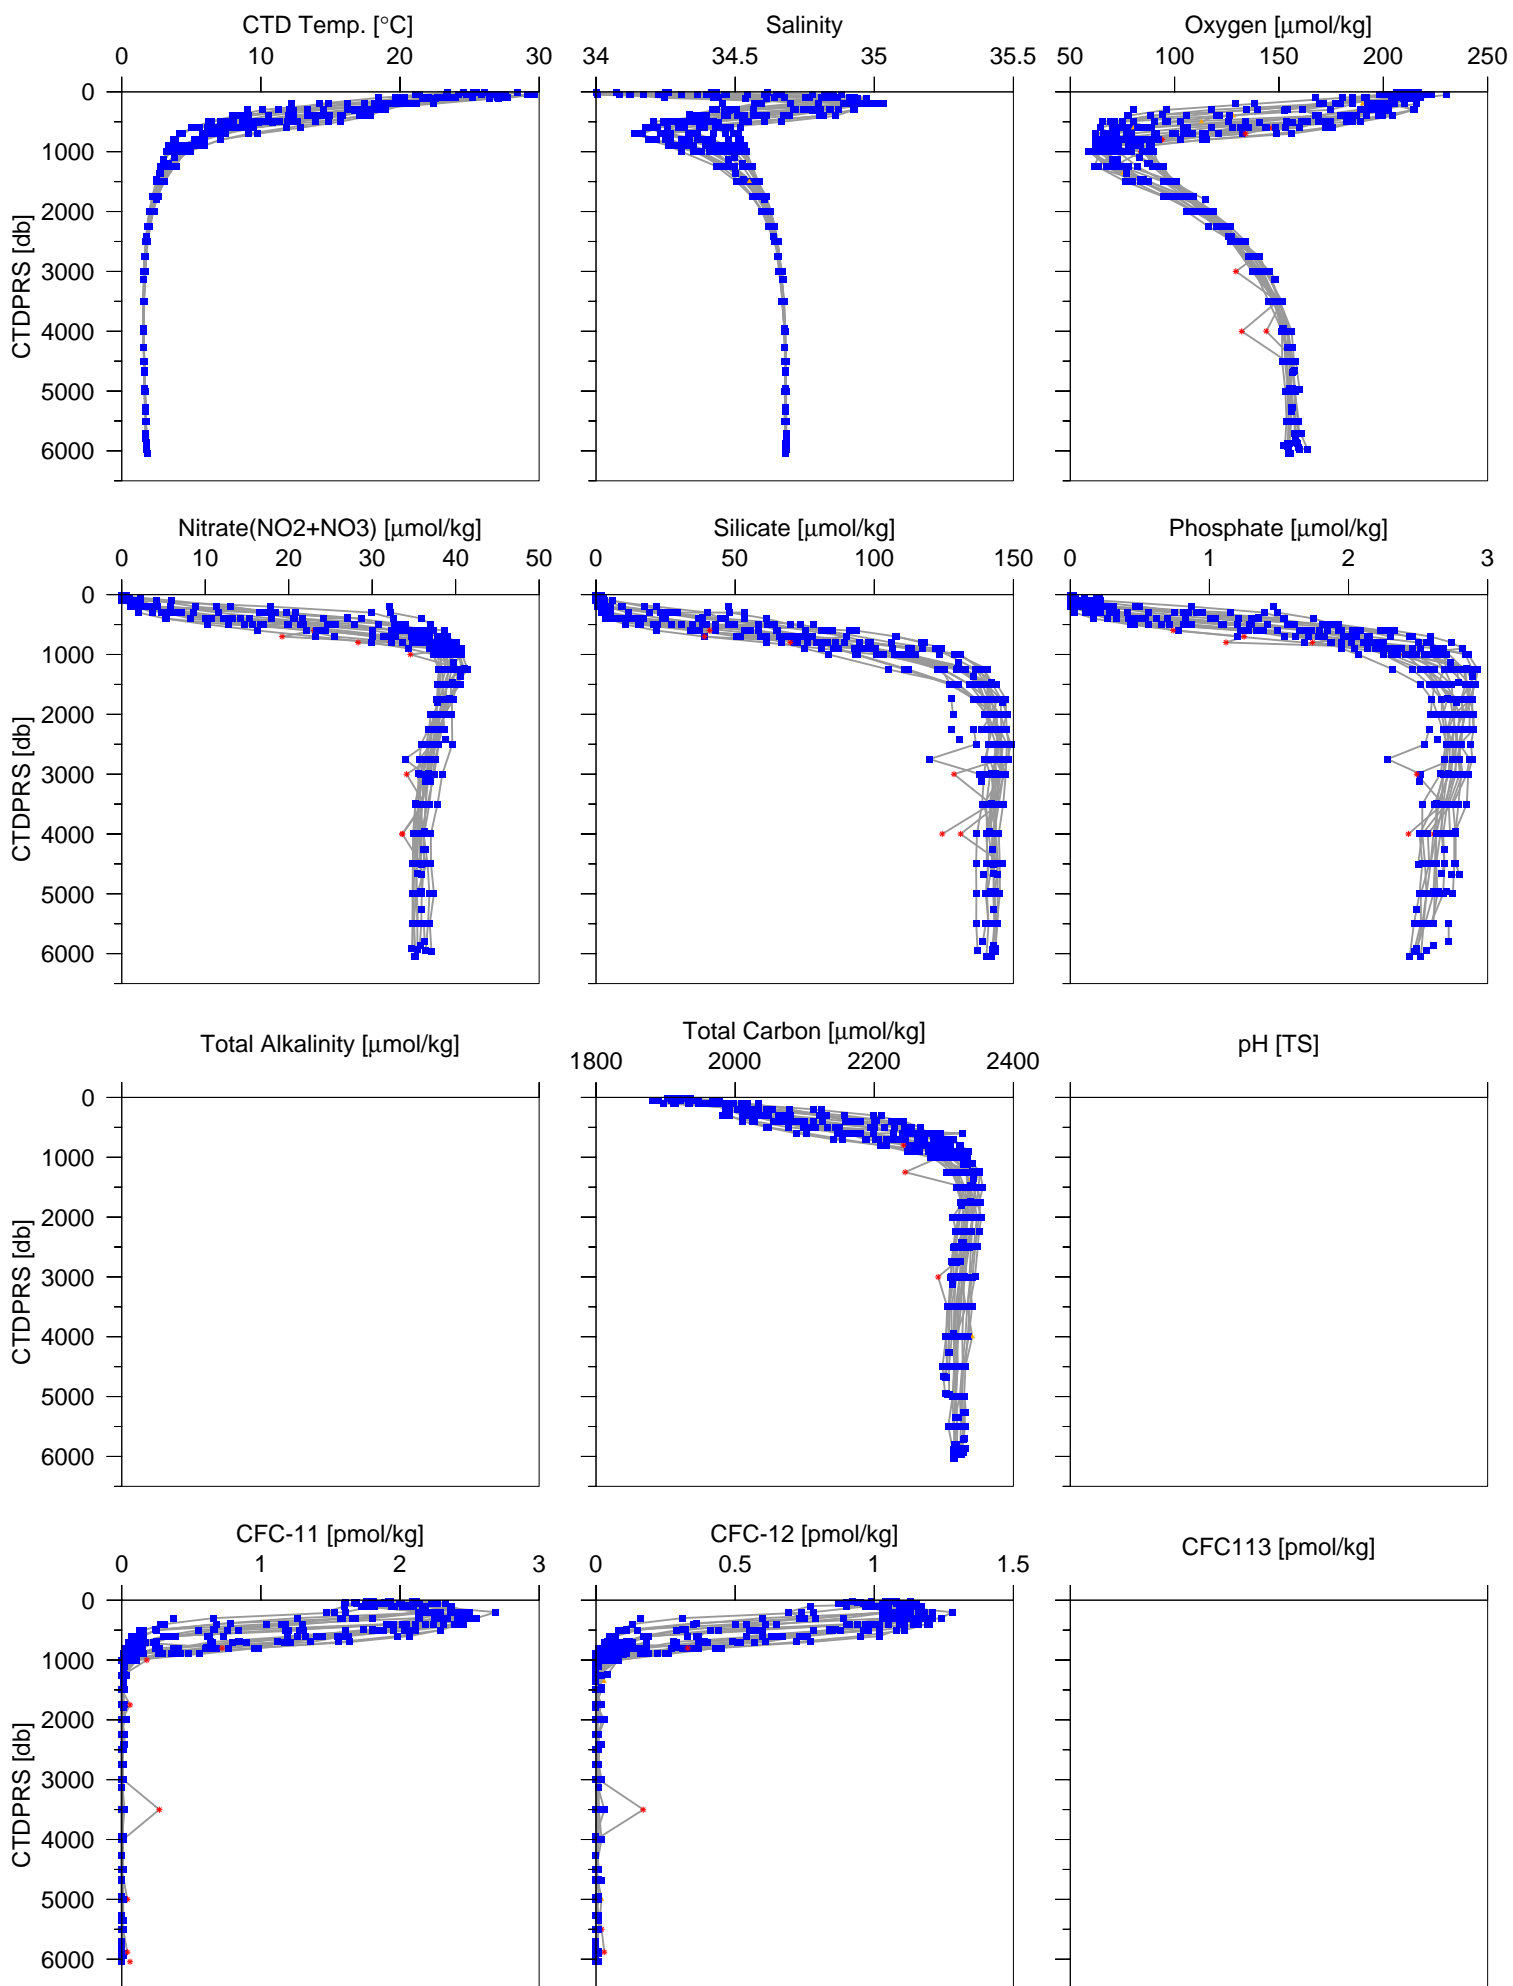 CTD Temp. [°C] Salinity Oxygen [μmol/kg]
0 10 20 30 34 34.5 35 35.5 50 100 150 200 250
0
1000
2000
3000
4000
5000
6000
CTDPRS [db]
Nitrate(NO2+NO3) [μmol/kg] Silicate [μmol/kg] Phosphate [μmol/kg]
0 10 20 30 40 50 0 50 100 150 0 1 2 3
0
1000
2000
3000
4000
5000
6000
CTDPRS [db]
Total Alkalinity [μmol/kg] Total Carbon [μmol/kg] pH [TS]
1800 2000 2200 2400
0
1000
2000
3000
4000
5000
6000
CTDPRS [db]
CFC-11 [pmol/kg] CFC-12 [pmol/kg] CFC113 [pmol/kg]
0 1 2 3 0 0.5 1 1.5
0
1000
2000
3000
4000
5000
6000
CTDPRS [db]